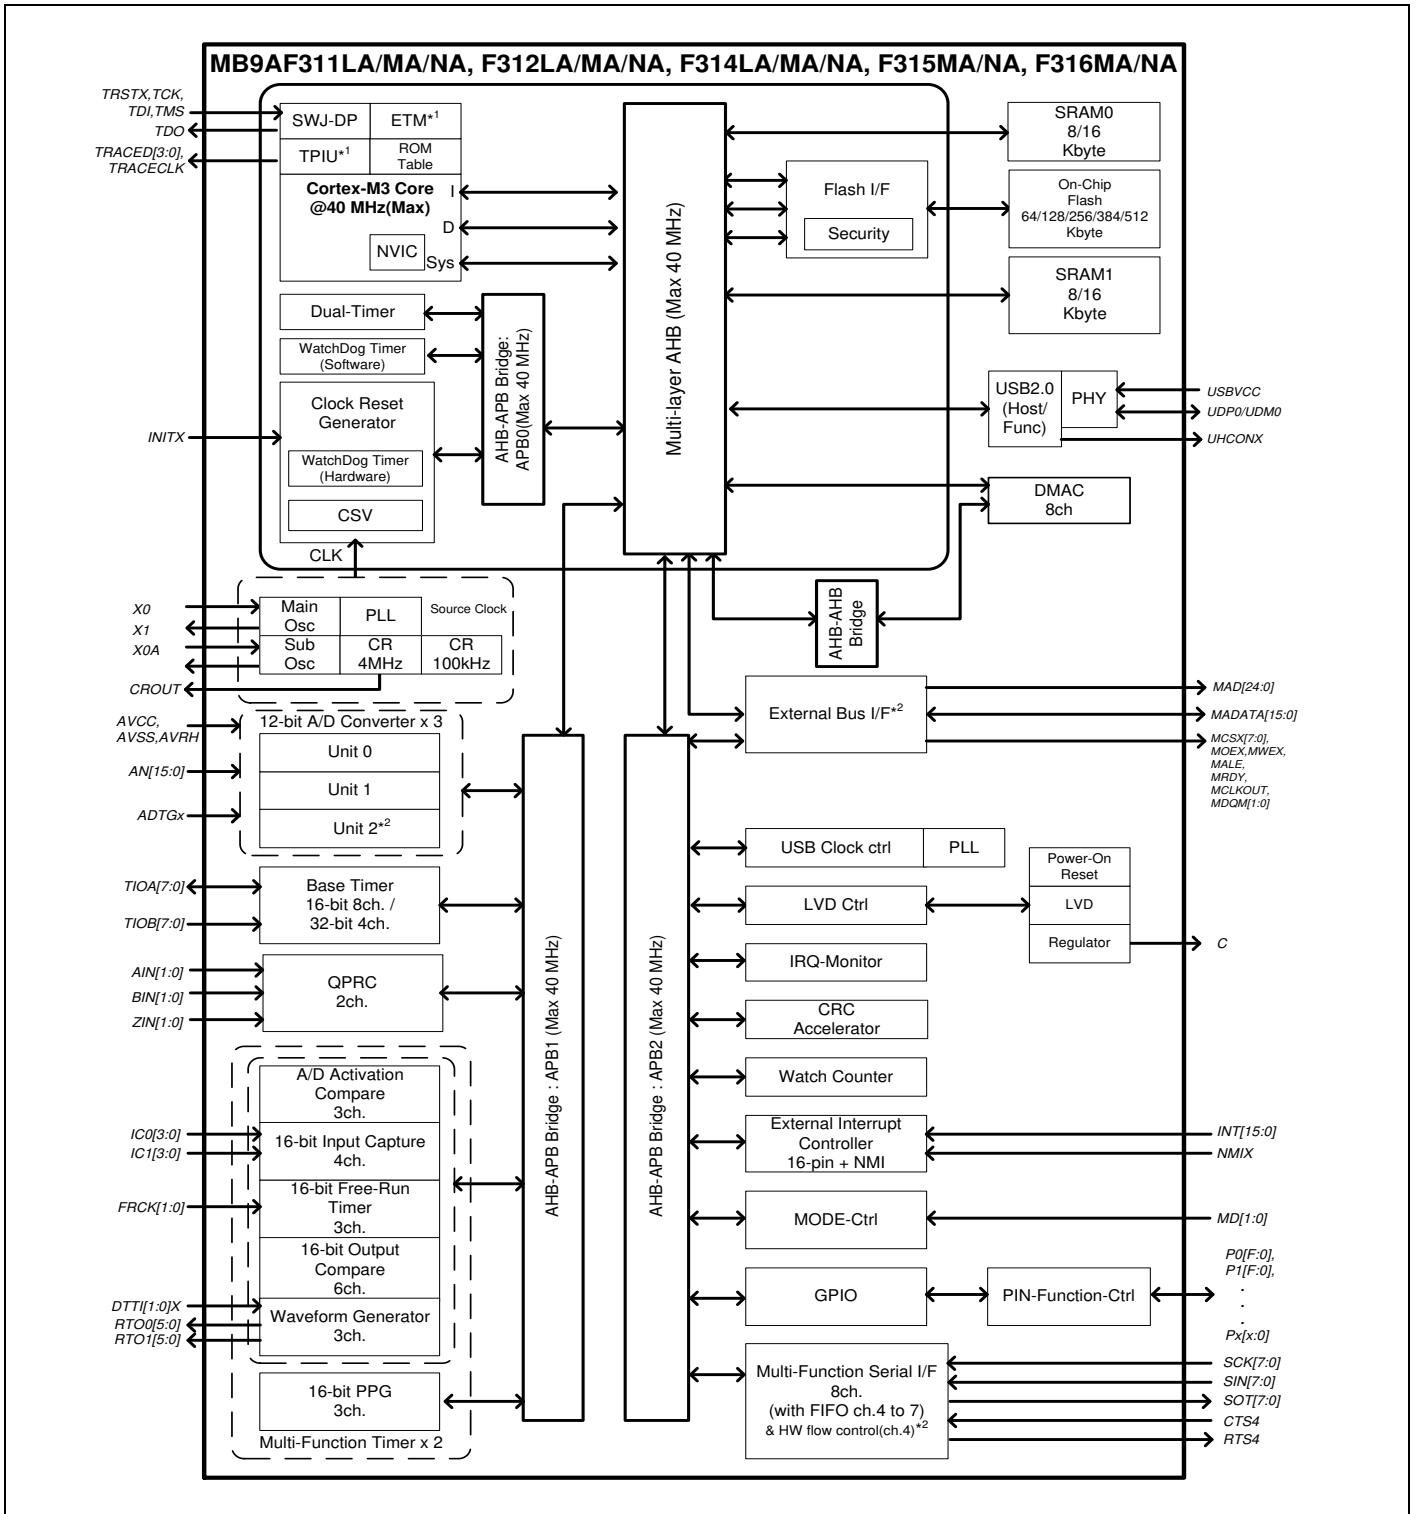 MB9AF311LA/MA/NA, F312LA/MA/NA, F314LA/MA/NA, F315MA/NA, F316MA/NA
TRSTX,TCK,
TDI,TMS
TDO
TRACED[3:0],
TRACECLK
SWJ-DP
ETM*1
TPIU*1
ROM
Table
Cortex-M3 Core
@40 MHz(Max)
I
D
NVIC
Sys
Dual-Timer
WatchDog Timer
(Software)
Clock Reset
Generator
WatchDog Timer
(Hardware)
CSV
CLK
INITX
AHB-APB Bridge:
APB0(Max 40 MHz)
Multi-layer AHB (Max 40 MHz)
Flash I/F
Security
SRAM0
8/16
Kbyte
On-Chip
Flash
64/128/256/384/512
Kbyte
SRAM1
8/16
Kbyte
USB2.0
(Host/
Func)
PHY
USBVCC
UDP0/UDM0
UHCONX
DMAC
8ch
AHB-AHB
Bridge
X0
X1
X0A
CROUT
Main
Osc
PLL
Source Clock
Sub
Osc
CR
4MHz
CR
100kHz
AVCC,
AVSS,AVRH
AN[15:0]
ADTGx
12-bit A/D Converter x 3
Unit 0
Unit 1
Unit 2*2
TIOA[7:0]
TIOB[7:0]
Base Timer
16-bit 8ch. /
32-bit 4ch.
AIN[1:0]
BIN[1:0]
ZIN[1:0]
QPRC
2ch.
A/D Activation
Compare
3ch.
IC0[3:0]
IC1[3:0]
16-bit Input Capture
4ch.
FRCK[1:0]
16-bit Free-Run
Timer
3ch.
16-bit Output
Compare
6ch.
DTTI[1:0]X
RTO0[5:0]
RTO1[5:0]
Waveform Generator
3ch.
16-bit PPG
3ch.
Multi-Function Timer x 2
AHB-APB Bridge : APB1 (Max 40 MHz)
AHB-APB Bridge : APB2 (Max 40 MHz)
External Bus I/F*2
MAD[24:0]
MADATA[15:0]
MCSX[7:0],
MOEX,MWEX,
MALE,
MRDY,
MCLKOUT,
MDQM[1:0]
USB Clock ctrl
PLL
LVD Ctrl
Power-On
Reset
LVD
Regulator
C
IRQ-Monitor
CRC
Accelerator
Watch Counter
External Interrupt
Controller
16-pin + NMI
INT[15:0]
NMIX
MODE-Ctrl
MD[1:0]
GPIO
PIN-Function-Ctrl
P0[F:0],
P1[F:0],
.
.
.
Px[x:0]
Multi-Function Serial I/F
8ch.
(with FIFO ch.4 to 7)
& HW flow control(ch.4)*2
SCK[7:0]
SIN[7:0]
SOT[7:0]
CTS4
RTS4